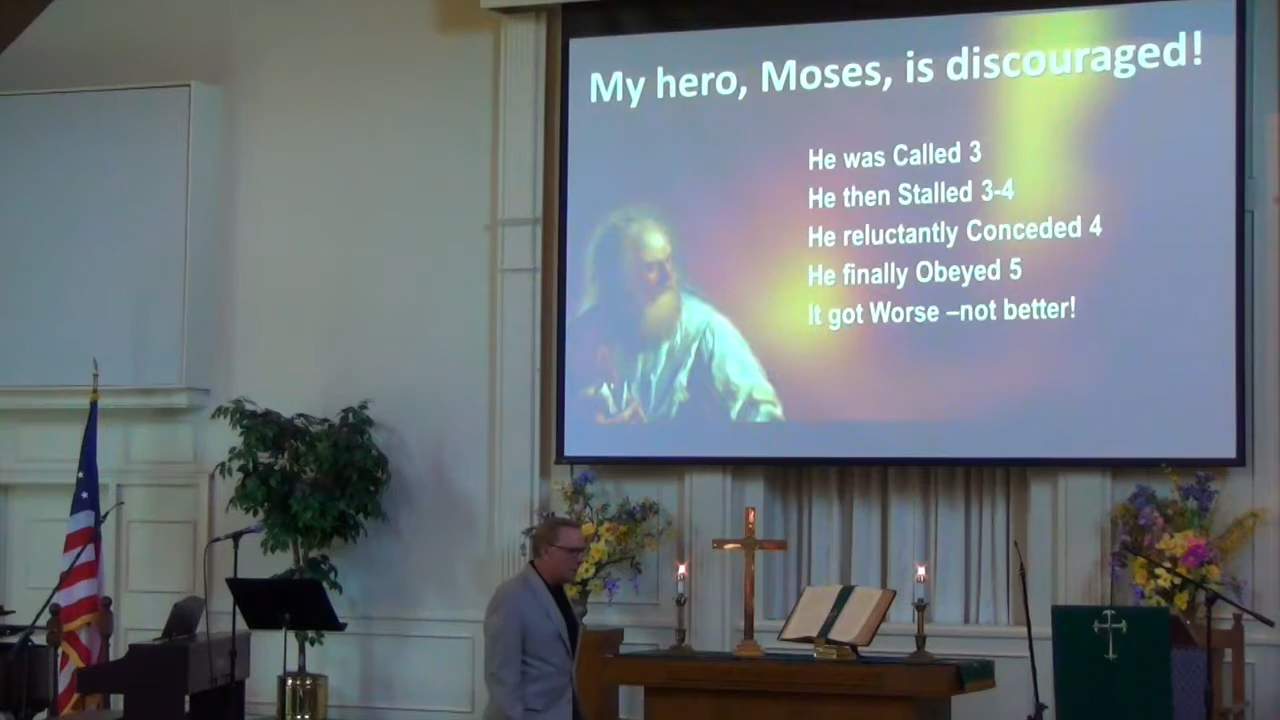 My hero, Moses, is discouraged!
He was Called 3
He then Stalled 3-4
He reluctantly Conceded 4
He finally Obeyed 5
It got Worse –not better!